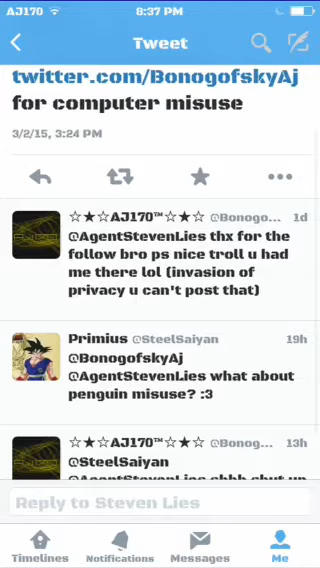 AJ170 8:37 PM
Tweet
twitter.com/BonogofskyAj
for computer misuse
3/2/15, 3:24 PM
☆★☆AJ170™☆★☆ @Bonogo... 1d
@AgentStevenLies thx for the
follow bro ps nice troll u had
me there lol (invasion of
privacy u can't post that)
Primius @SteelSaiyan 19h
@BonogofskyAj
@AgentStevenLies what about
penguin misuse? :3
☆★☆AJ170™☆★☆ @Bonog... 13h
@SteelSaiyan
@AgentStevenLies shhh shut up
Reply to Steven Lies
Timelines Notifications Messages Me